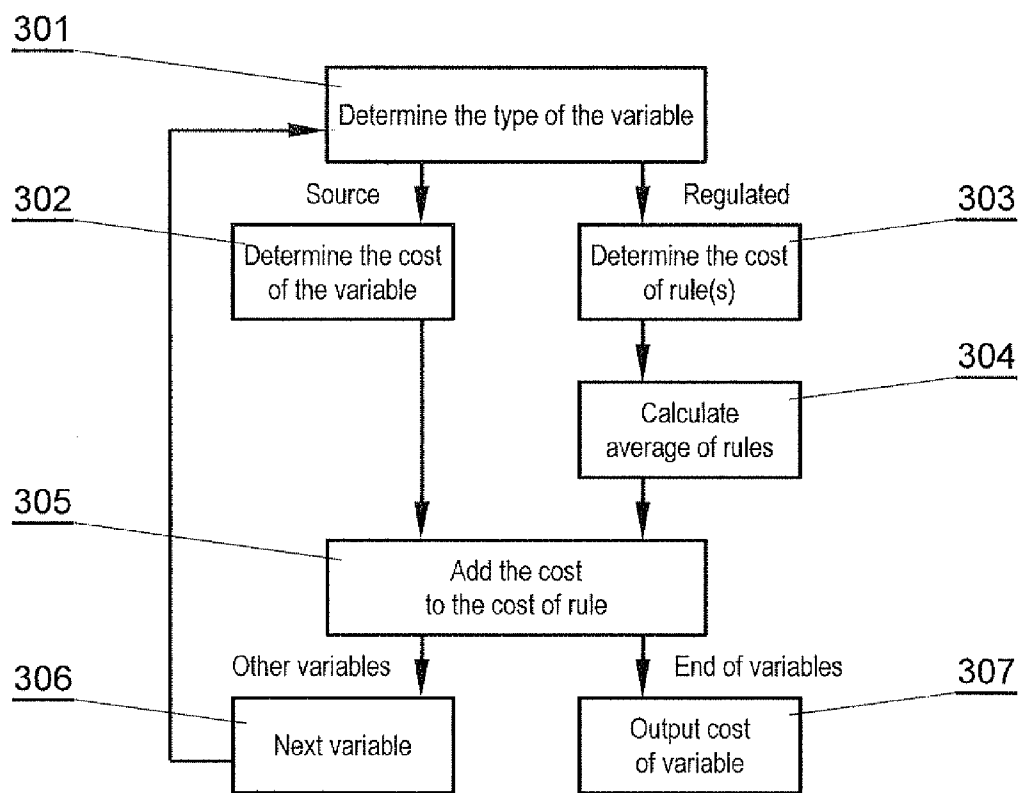 301
Determine the type of the variable
Source
Regulated
302
303
Determine the cost
of the variable
Determine the cost
of rule(s)
304
Calculate
average of rules
305
Add the cost
to the cost of rule
Other variables
End of variables
306
307
Next variable
Output cost
of variable